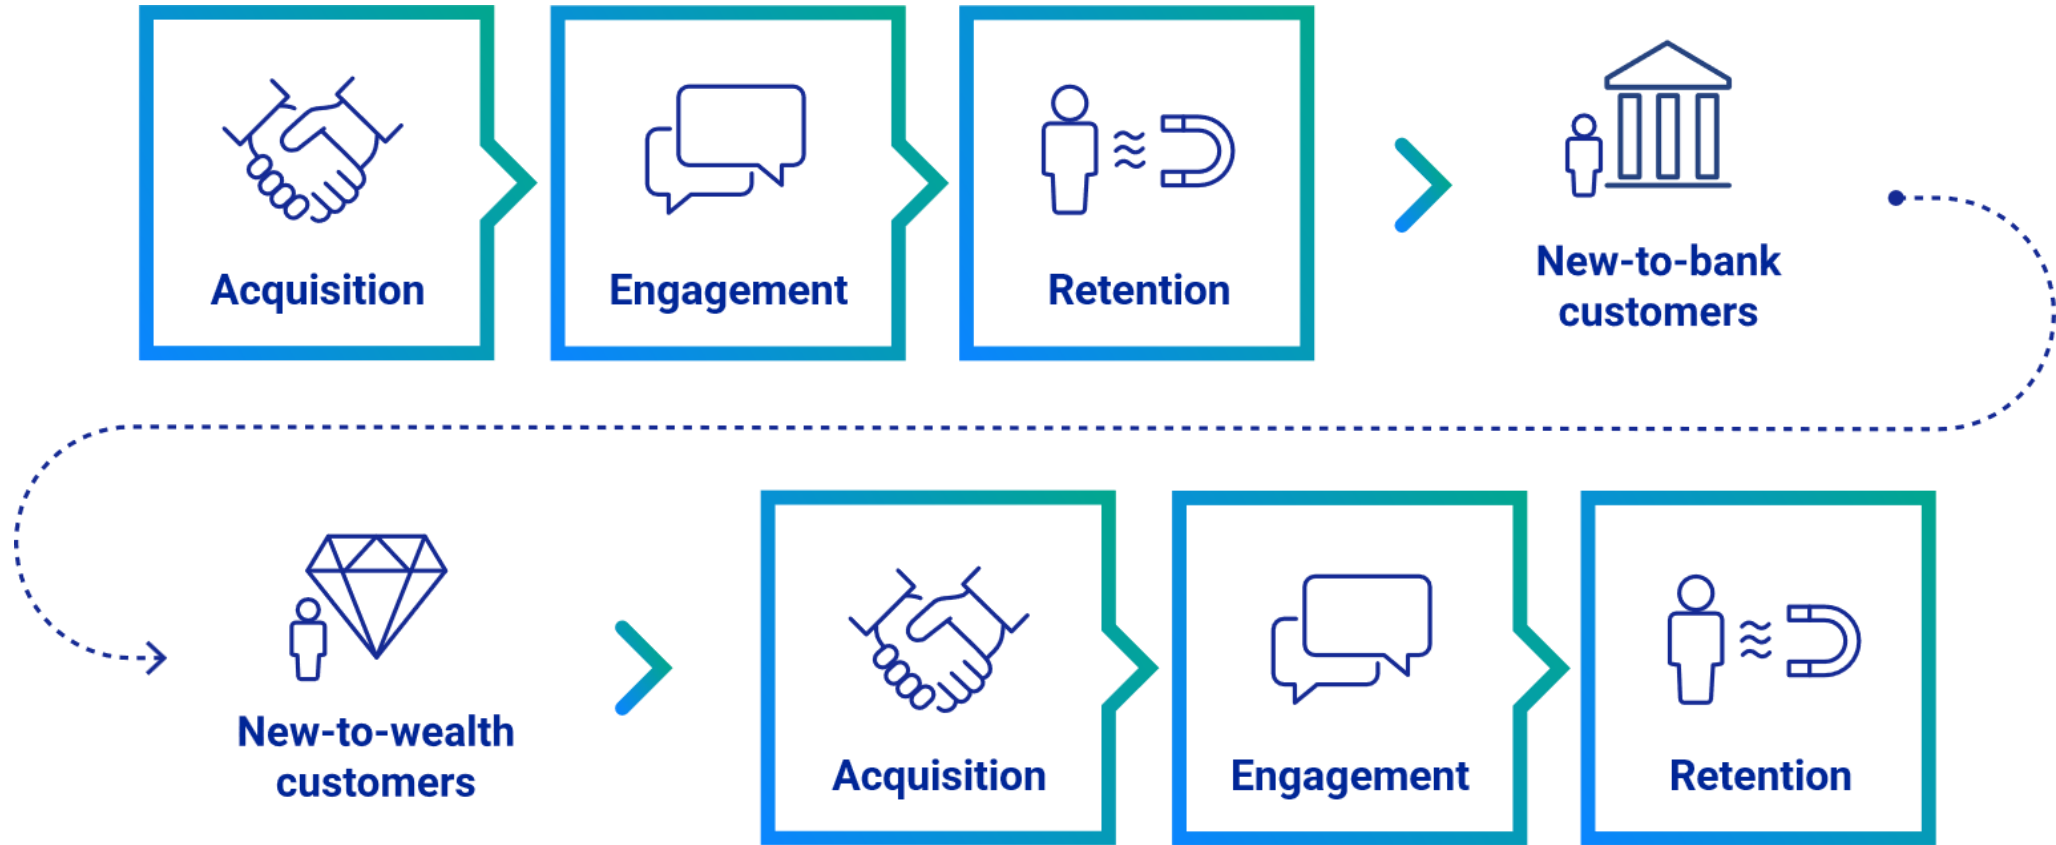 Acquisition
Engagement
Retention
New-to-bank
customers
New-to-wealth
customers
Acquisition
Engagement
Retention